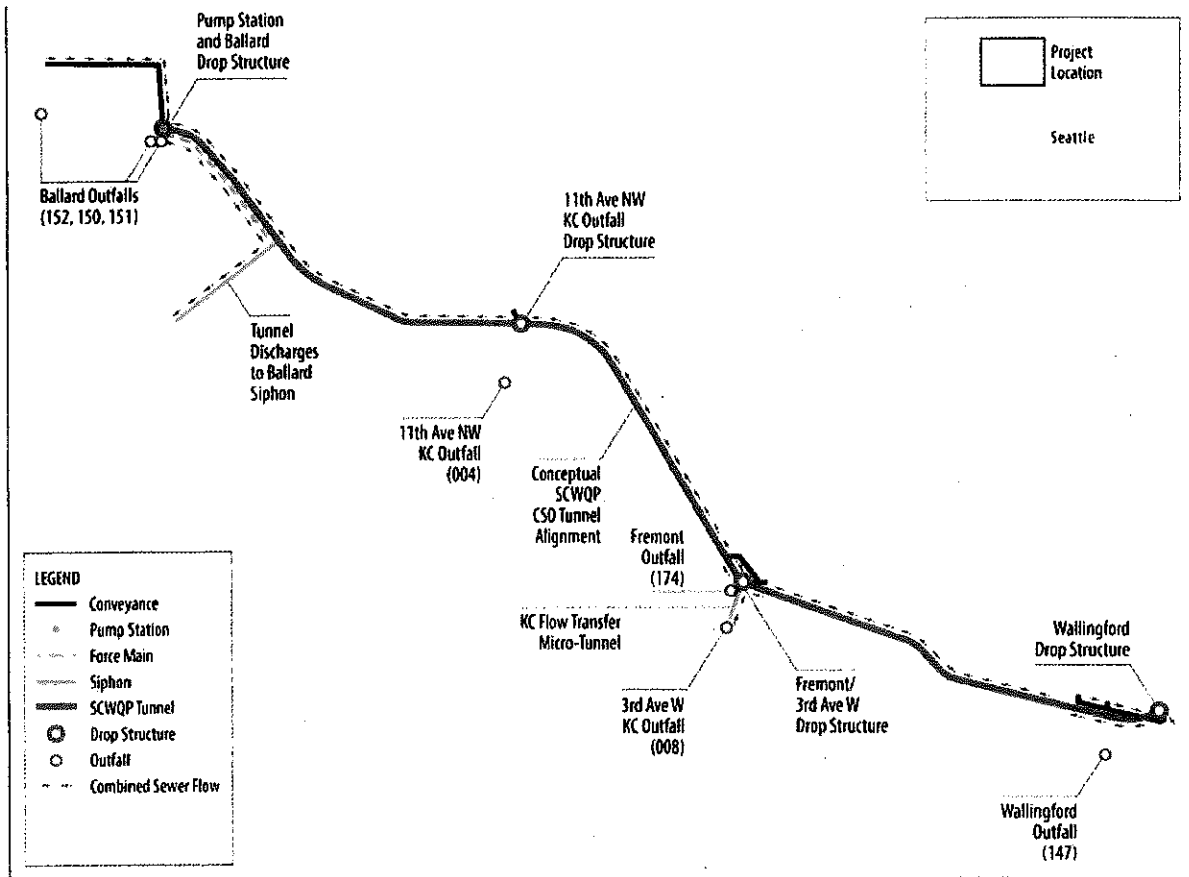 Pump Station
and Ballard
Drop Structure
Project
Location
Seattle
Ballard Outfalls
(152, 150, 151)
11th Ave NW
KC Outfall
Drop Structure
Tunnel
Discharges
to Ballard
Siphon
11th Ave NW
KC Outfall
(004)
Conceptual
SCWQP
CSO Tunnel
Alignment
Fremont
Outfall
(174)
KC Flow Transfer
Micro-Tunnel
3rd Ave W
KC Outfall
(008)
Fremont/
3rd Ave W
Drop Structure
Wallingford
Drop Structure
Wallingford
Outfall
(147)
LEGEND
Conveyance
Pump Station
Force Main
Siphon
SCWQP Tunnel
Drop Structure
Outfall
Combined Sewer Flow